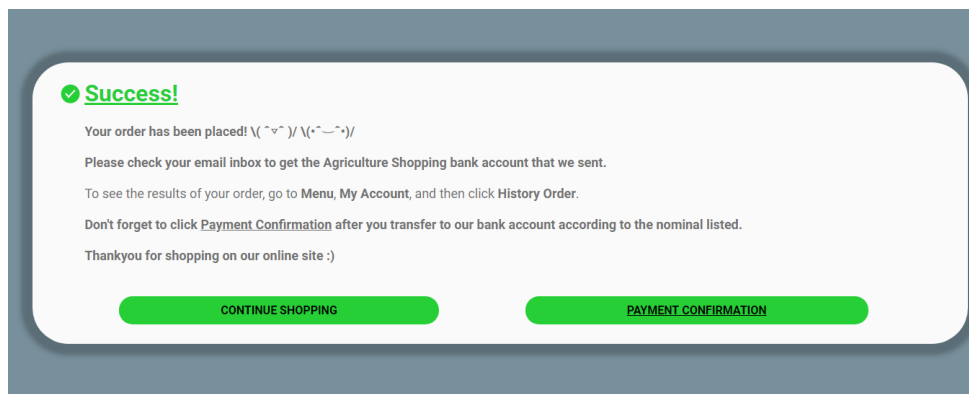 Success!
Your order has been placed! \( ˆ▿ˆ )/ \(•ˆ‿ˆ•)/
Please check your email inbox to get the Agriculture Shopping bank account that we sent.
To see the results of your order, go to Menu, My Account, and then click History Order.
Don't forget to click Payment Confirmation after you transfer to our bank account according to the nominal listed.
Thankyou for shopping on our online site :)
CONTINUE SHOPPING
PAYMENT CONFIRMATION